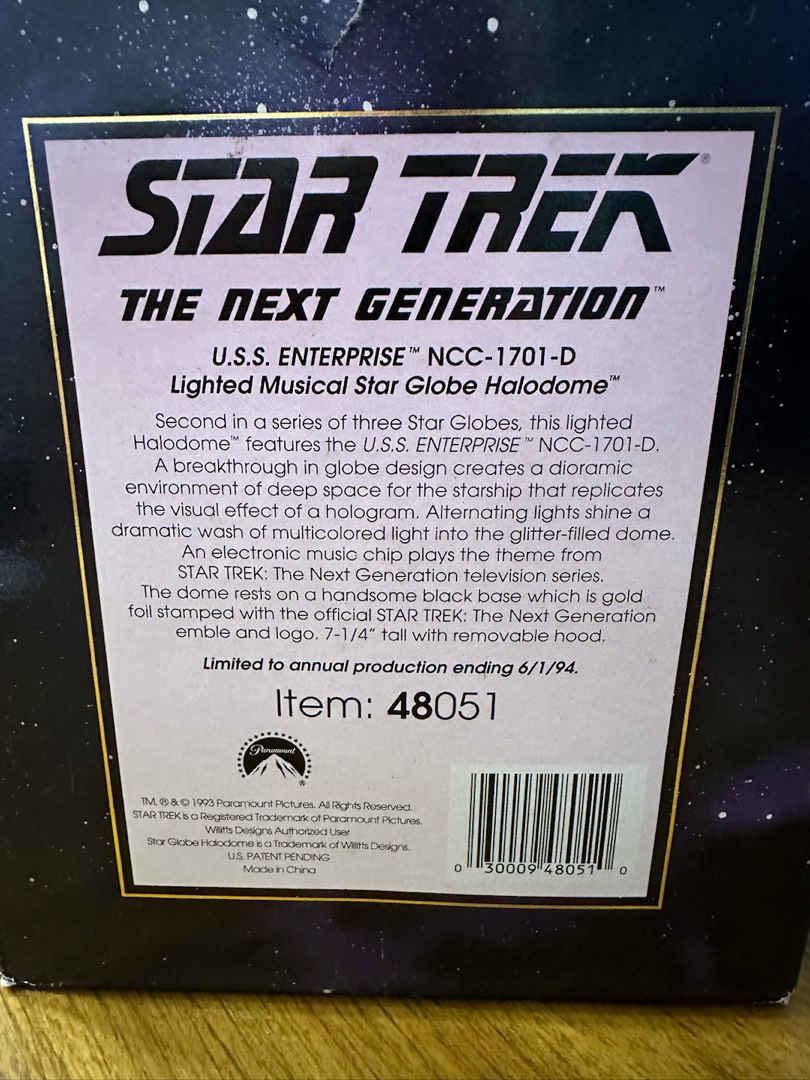 STAR TREK®
THE NEXT GENERATION™
U.S.S. ENTERPRISE™ NCC-1701-D
Lighted Musical Star Globe Halodome™
Second in a series of three Star Globes, this lighted
Halodome™ features the U.S.S. ENTERPRISE™ NCC-1701-D.
A breakthrough in globe design creates a dioramic
environment of deep space for the starship that replicates
the visual effect of a hologram. Alternating lights shine a
dramatic wash of multicolored light into the glitter-filled dome.
An electronic music chip plays the theme from
STAR TREK: The Next Generation television series.
The dome rests on a handsome black base which is gold
foil stamped with the official STAR TREK: The Next Generation
emble and logo. 7-1/4" tall with removable hood.
Limited to annual production ending 6/1/94.
Item: 48051
Paramount
®
TM, ® & © 1993 Paramount Pictures. All Rights Reserved.
STAR TREK is a Registered Trademark of Paramount Pictures.
Willitts Designs Authorized User
Star Globe Halodome is a Trademark of Willitts Designs.
U.S. PATENT PENDING
Made in China
0 30009 48051 0